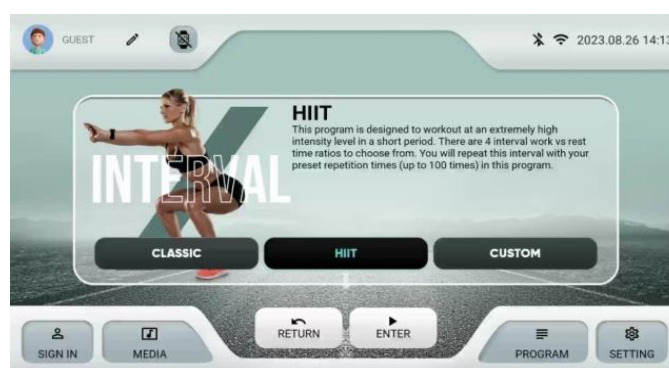 GUEST
2023.08.26 14:13
INTERVAL
HIIT
This program is designed to workout at an extremely high
intensity level in a short period. There are 4 interval work vs rest
time ratios to choose from. You will repeat this interval with your
preset repetition times (up to 100 times) in this program.
CLASSIC
HIIT
CUSTOM
SIGN IN
MEDIA
RETURN
ENTER
PROGRAM
SETTING